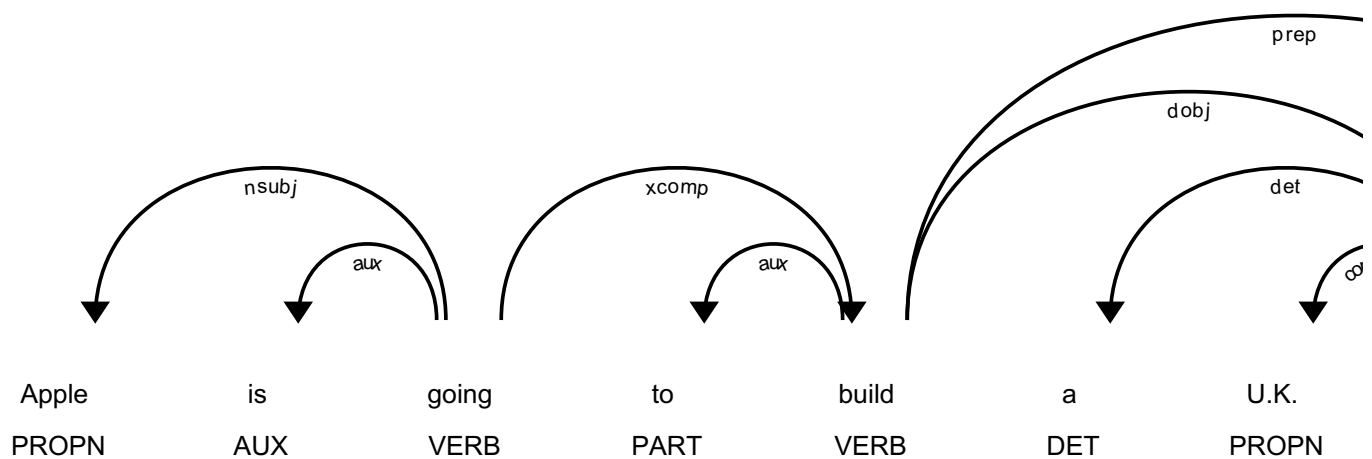 prep
dobj
nsubj xcomp det
aux aux
Apple is going to build a U.K.
PROPN AUX VERB PART VERB DET PROPN